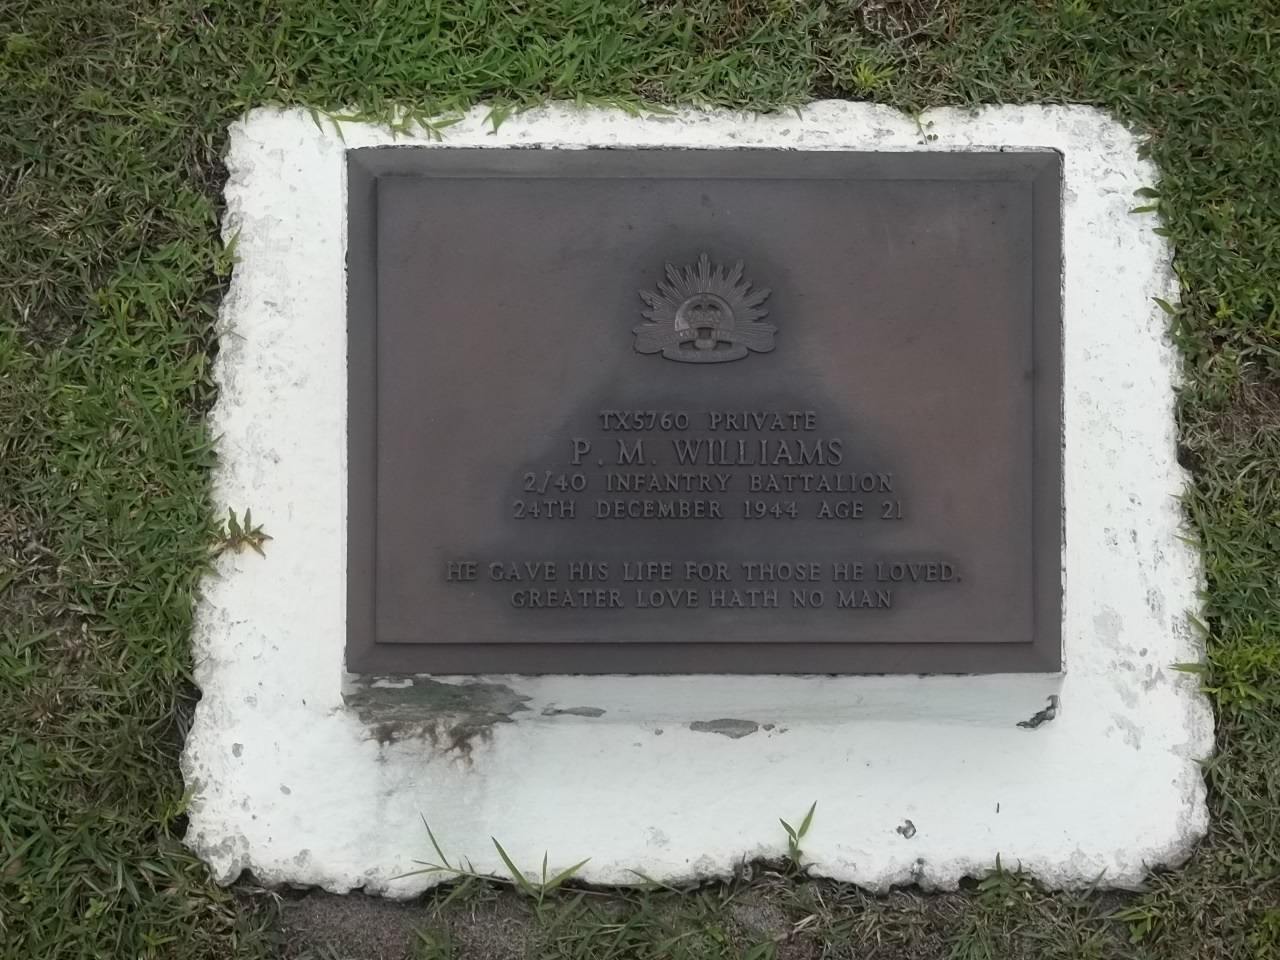 TX5760 PRIVATE
P. M. WILLIAMS
2/40 INFANTRY BATTALION
24TH DECEMBER 1944 AGE 21
HE GAVE HIS LIFE FOR THOSE HE LOVED.
GREATER LOVE HATH NO MAN